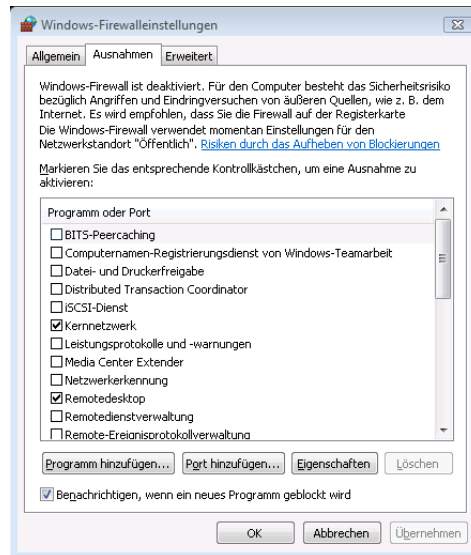 Windows-Firewalleinstellungen
Allgemein Ausnahmen Erweitert
Windows-Firewall ist deaktiviert. Für den Computer besteht das Sicherheitsrisiko
bezüglich Angriffen und Eindringversuchen von äußeren Quellen, wie z. B. dem
Internet. Es wird empfohlen, dass Sie die Firewall auf der Registerkarte
Die Windows-Firewall verwendet momentan Einstellungen für den
Netzwerkstandort "Öffentlich". Risiken durch das Aufheben von Blockierungen
Markieren Sie das entsprechende Kontrollkästchen, um eine Ausnahme zu
aktivieren:
Programm oder Port
BITS-Peercaching
Computernamen-Registrierungsdienst von Windows-Teamarbeit
Datei- und Druckerfreigabe
Distributed Transaction Coordinator
iSCSI-Dienst
Kernnetzwerk
Leistungsprotokolle und -warnungen
Media Center Extender
Netzwerkerkennung
Remotedesktop
Remotedienstverwaltung
Remote-Ereignisprotokollverwaltung
Programm hinzufügen... Port hinzufügen... Eigenschaften Löschen
Benachrichtigen, wenn ein neues Programm geblockt wird
OK Abbrechen Übernehmen